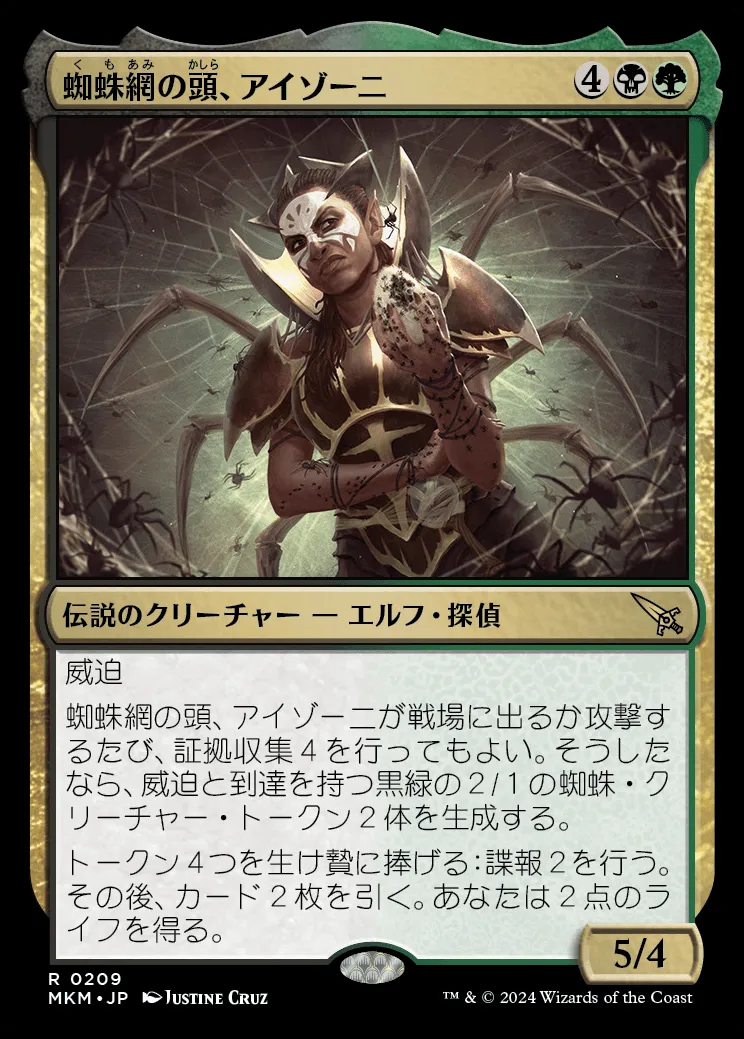 くもあみ かしら
蜘蛛網の頭、アイゾーニ 4
伝説のクリーチャー — エルフ・探偵
威迫
蜘蛛網の頭、アイゾーニが戦場に出るか攻撃す
るたび、証拠収集4を行ってもよい。そうした
なら、威迫と到達を持つ黒緑の2/1の蜘蛛・ク
リーチャー・トークン2体を生成する。
トークン4つを生け贄に捧げる:諜報2を行う。
その後、カード2枚を引く。あなたは2点のラ
イフを得る。
5/4
R 0209
MKM・JP JUSTINE CRUZ
™ & © 2024 Wizards of the Coast